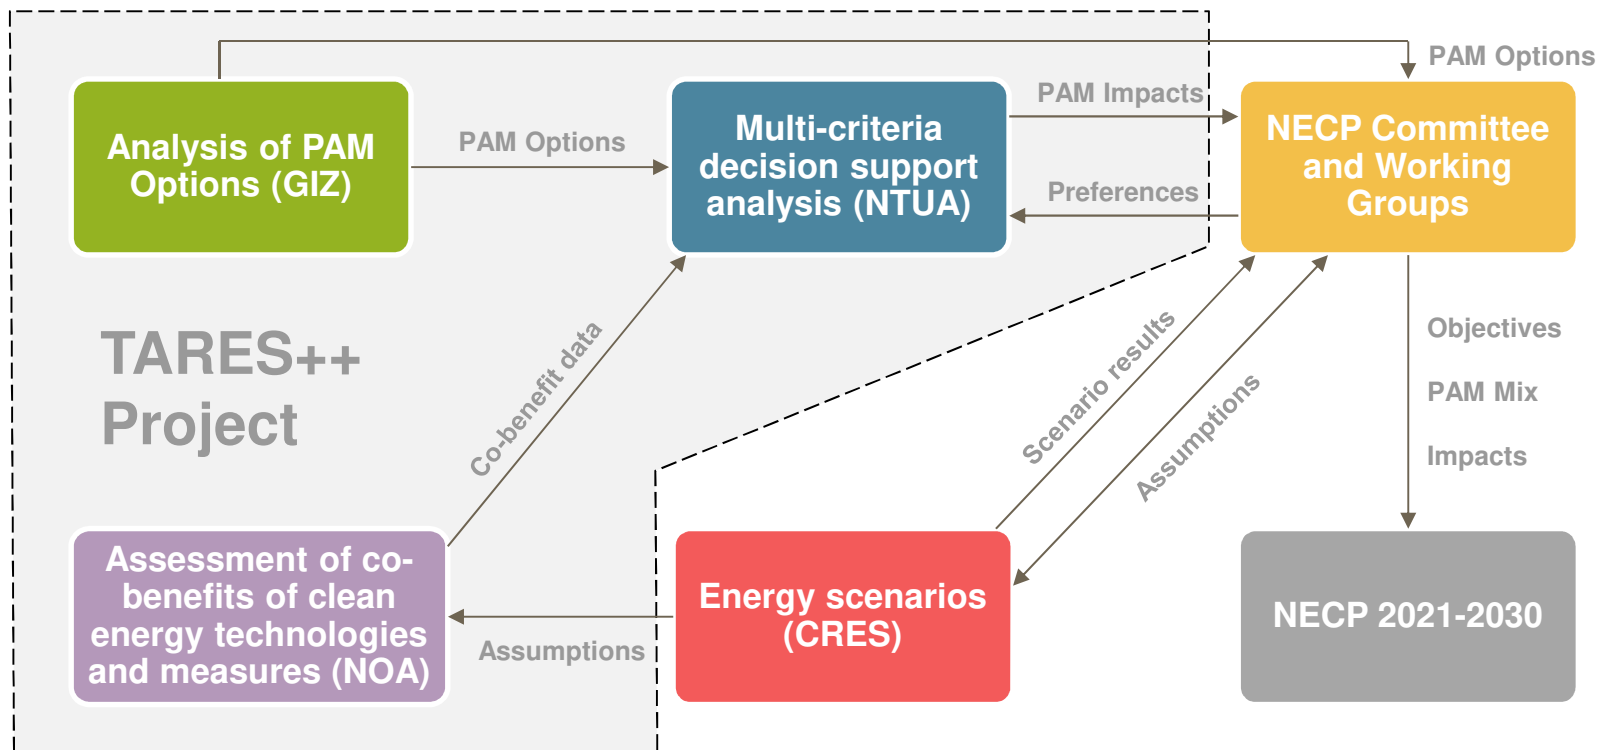 PAM Options
Analysis of PAM
Options (GIZ)
PAM Options
Multi-criteria
decision support
analysis (NTUA)
PAM Impacts
Preferences
NECP Committee
and Working
Groups
TARES++
Project
Co-benefit data
Scenario results
Assumptions
Objectives
PAM Mix
Impacts
Assessment of co-
benefits of clean
energy technologies
and measures (NOA)
Assumptions
Energy scenarios
(CRES)
NECP 2021-2030